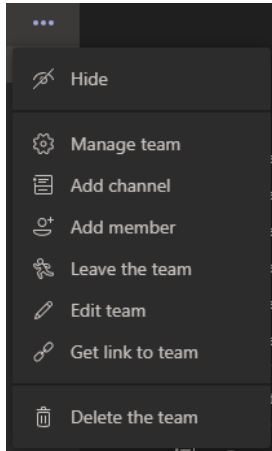 Hide
Manage team
Add channel
Add member
Leave the team
Edit team
Get link to team
Delete the team